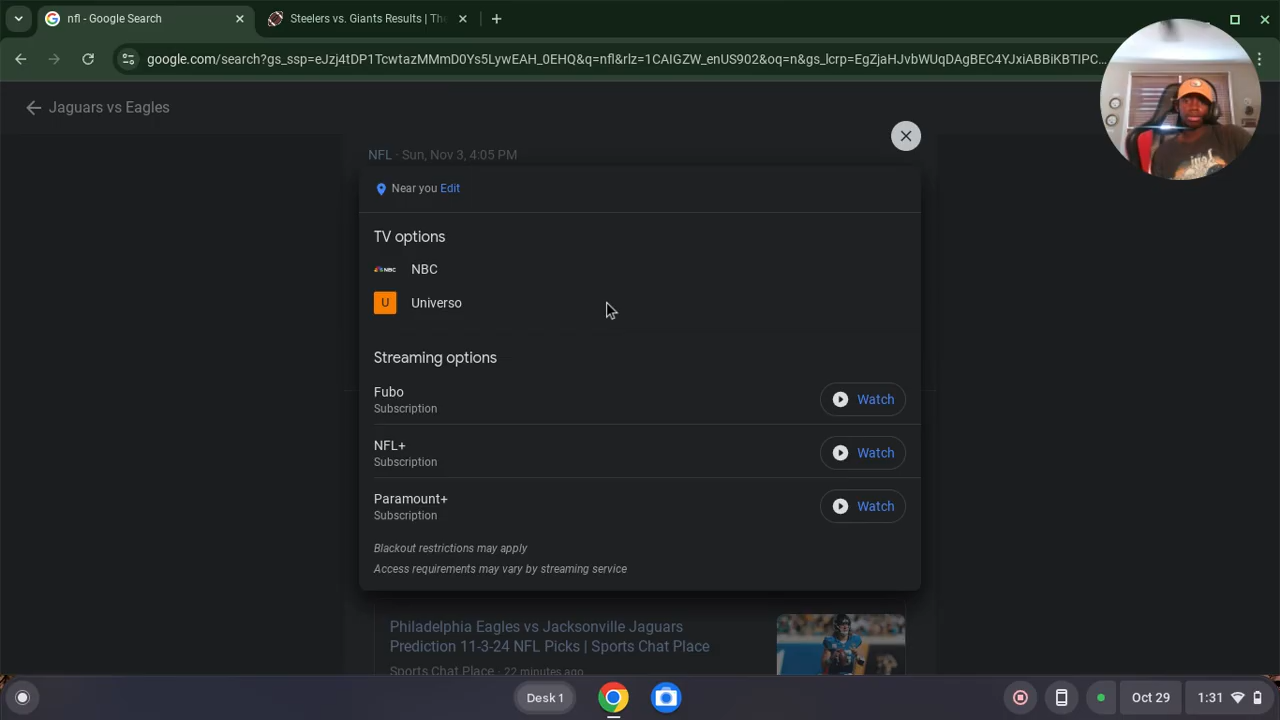 nfl - Google Search
Steelers vs. Giants Results | The
google.com/search?gs_ssp=eJzj4tDP1TcwtazMMmD0Ys5LywEAH_0EHQ&q=nfl&rlz=1CAIGZW_enUS902&oq=n&gs_lcrp=EgZjaHJvbWUqDAgBEC4YJxiABBiKBTIPC...
Jaguars vs Eagles
NFL · Sun, Nov 3, 4:05 PM
Near you Edit
TV options
NBC
NBC
U
Universo
Streaming options
Fubo
Subscription
Watch
NFL+
Subscription
Watch
Paramount+
Subscription
Watch
Blackout restrictions may apply
Access requirements may vary by streaming service
Philadelphia Eagles vs Jacksonville Jaguars
Prediction 11-3-24 NFL Picks | Sports Chat Place
Sports Chat Place · 22 minutes ago
Desk 1
Oct 29
1:31